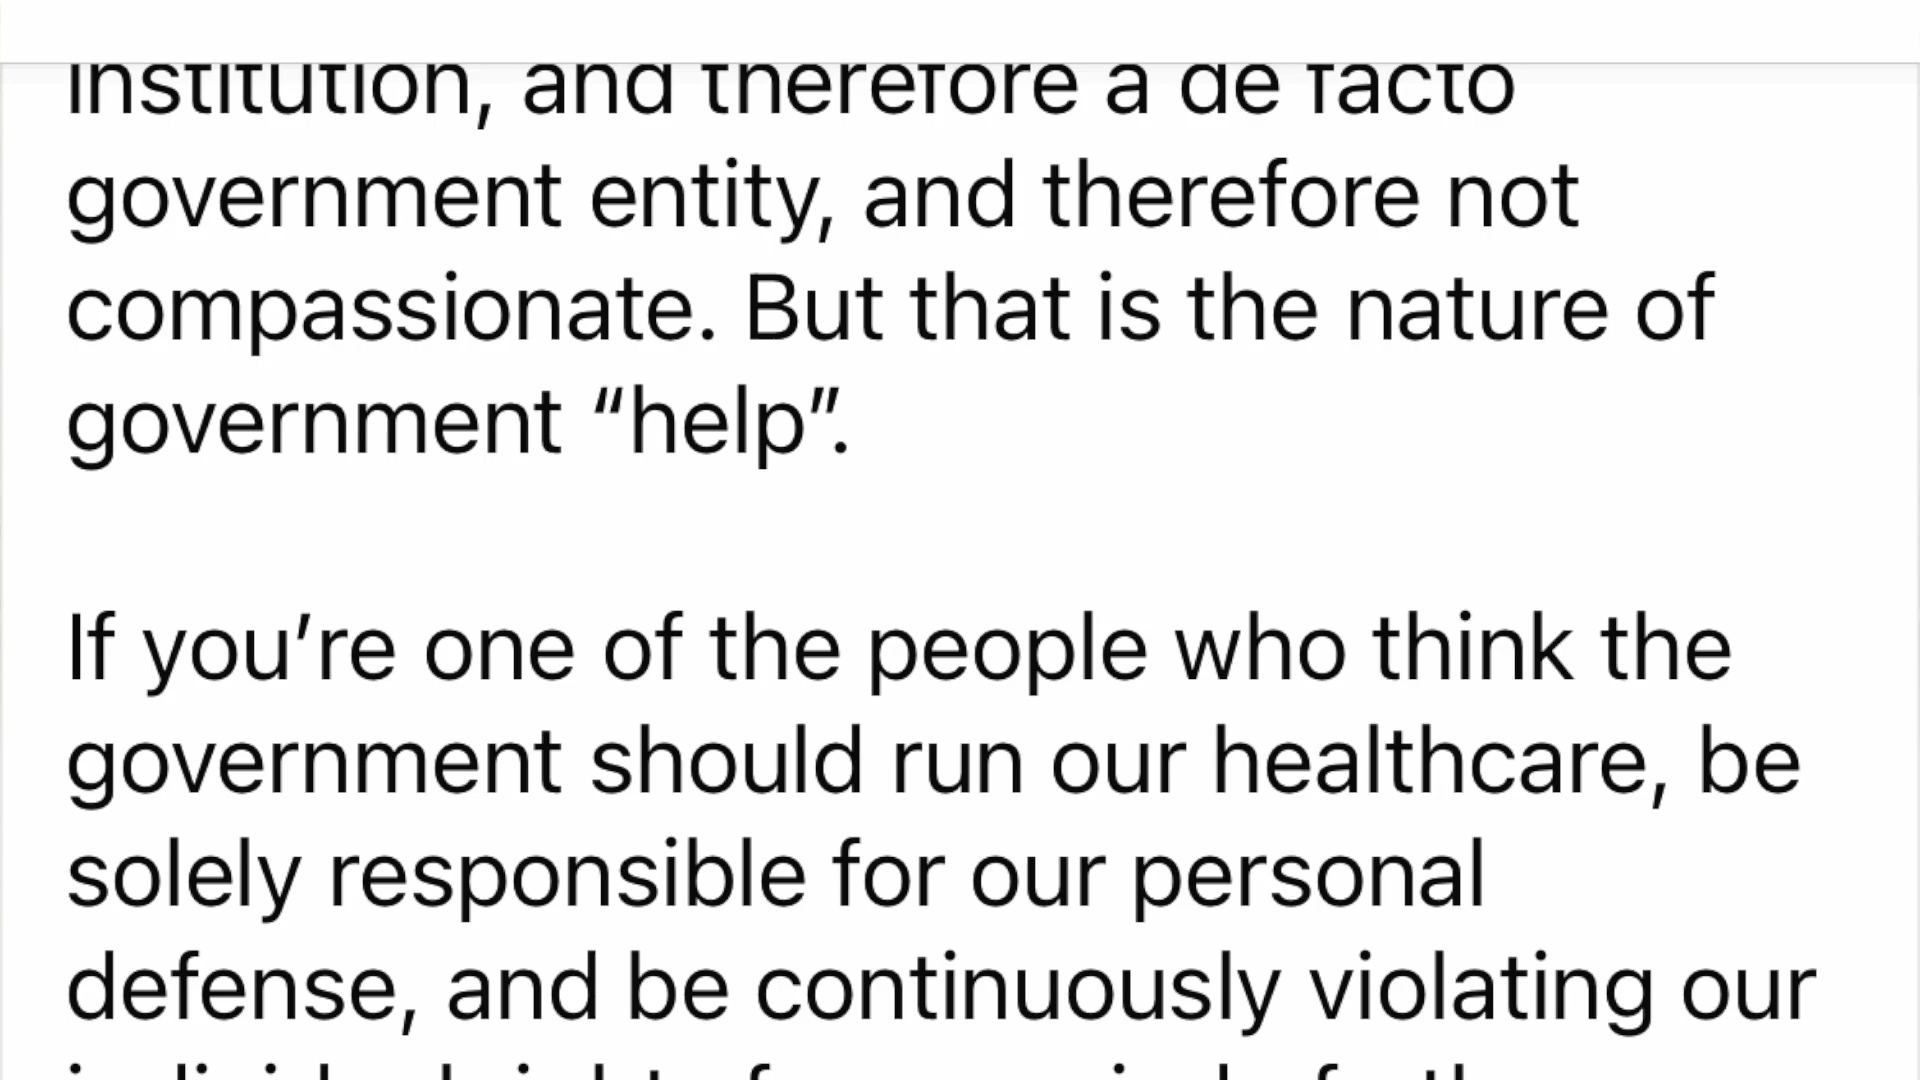 institution, and therefore a de facto
government entity, and therefore not
compassionate. But that is the nature of
government “help”.
If you’re one of the people who think the
government should run our healthcare, be
solely responsible for our personal
defense, and be continuously violating our